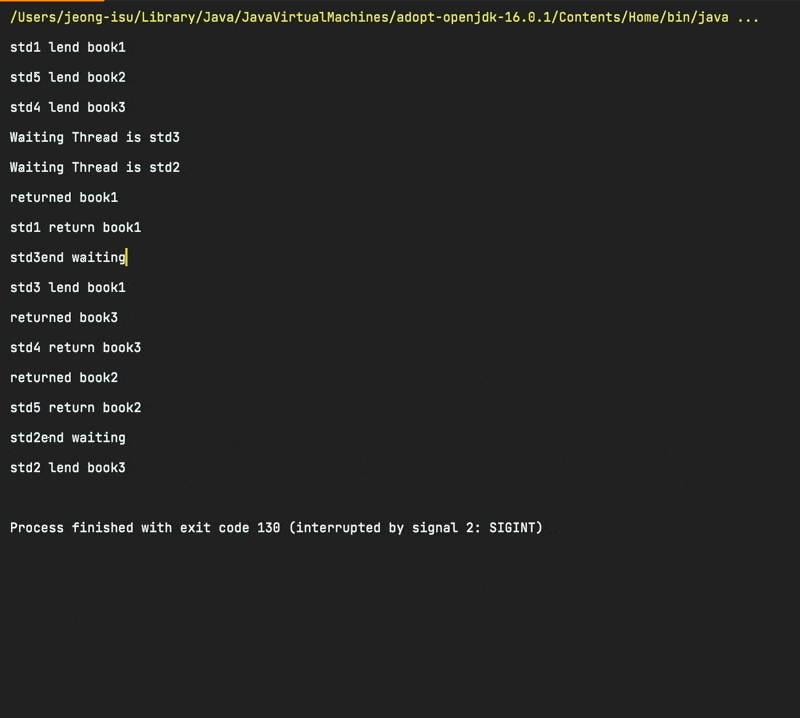 /Users/jeong-isu/Library/Java/JavaVirtualMachines/adopt-openjdk-16.0.1/Contents/Home/bin/java ...
std1 lend book1
std5 lend book2
std4 lend book3
Waiting Thread is std3
Waiting Thread is std2
returned book1
std1 return book1
std3end waiting
std3 lend book1
returned book3
std4 return book3
returned book2
std5 return book2
std2end waiting
std2 lend book3
Process finished with exit code 130 (interrupted by signal 2: SIGINT)